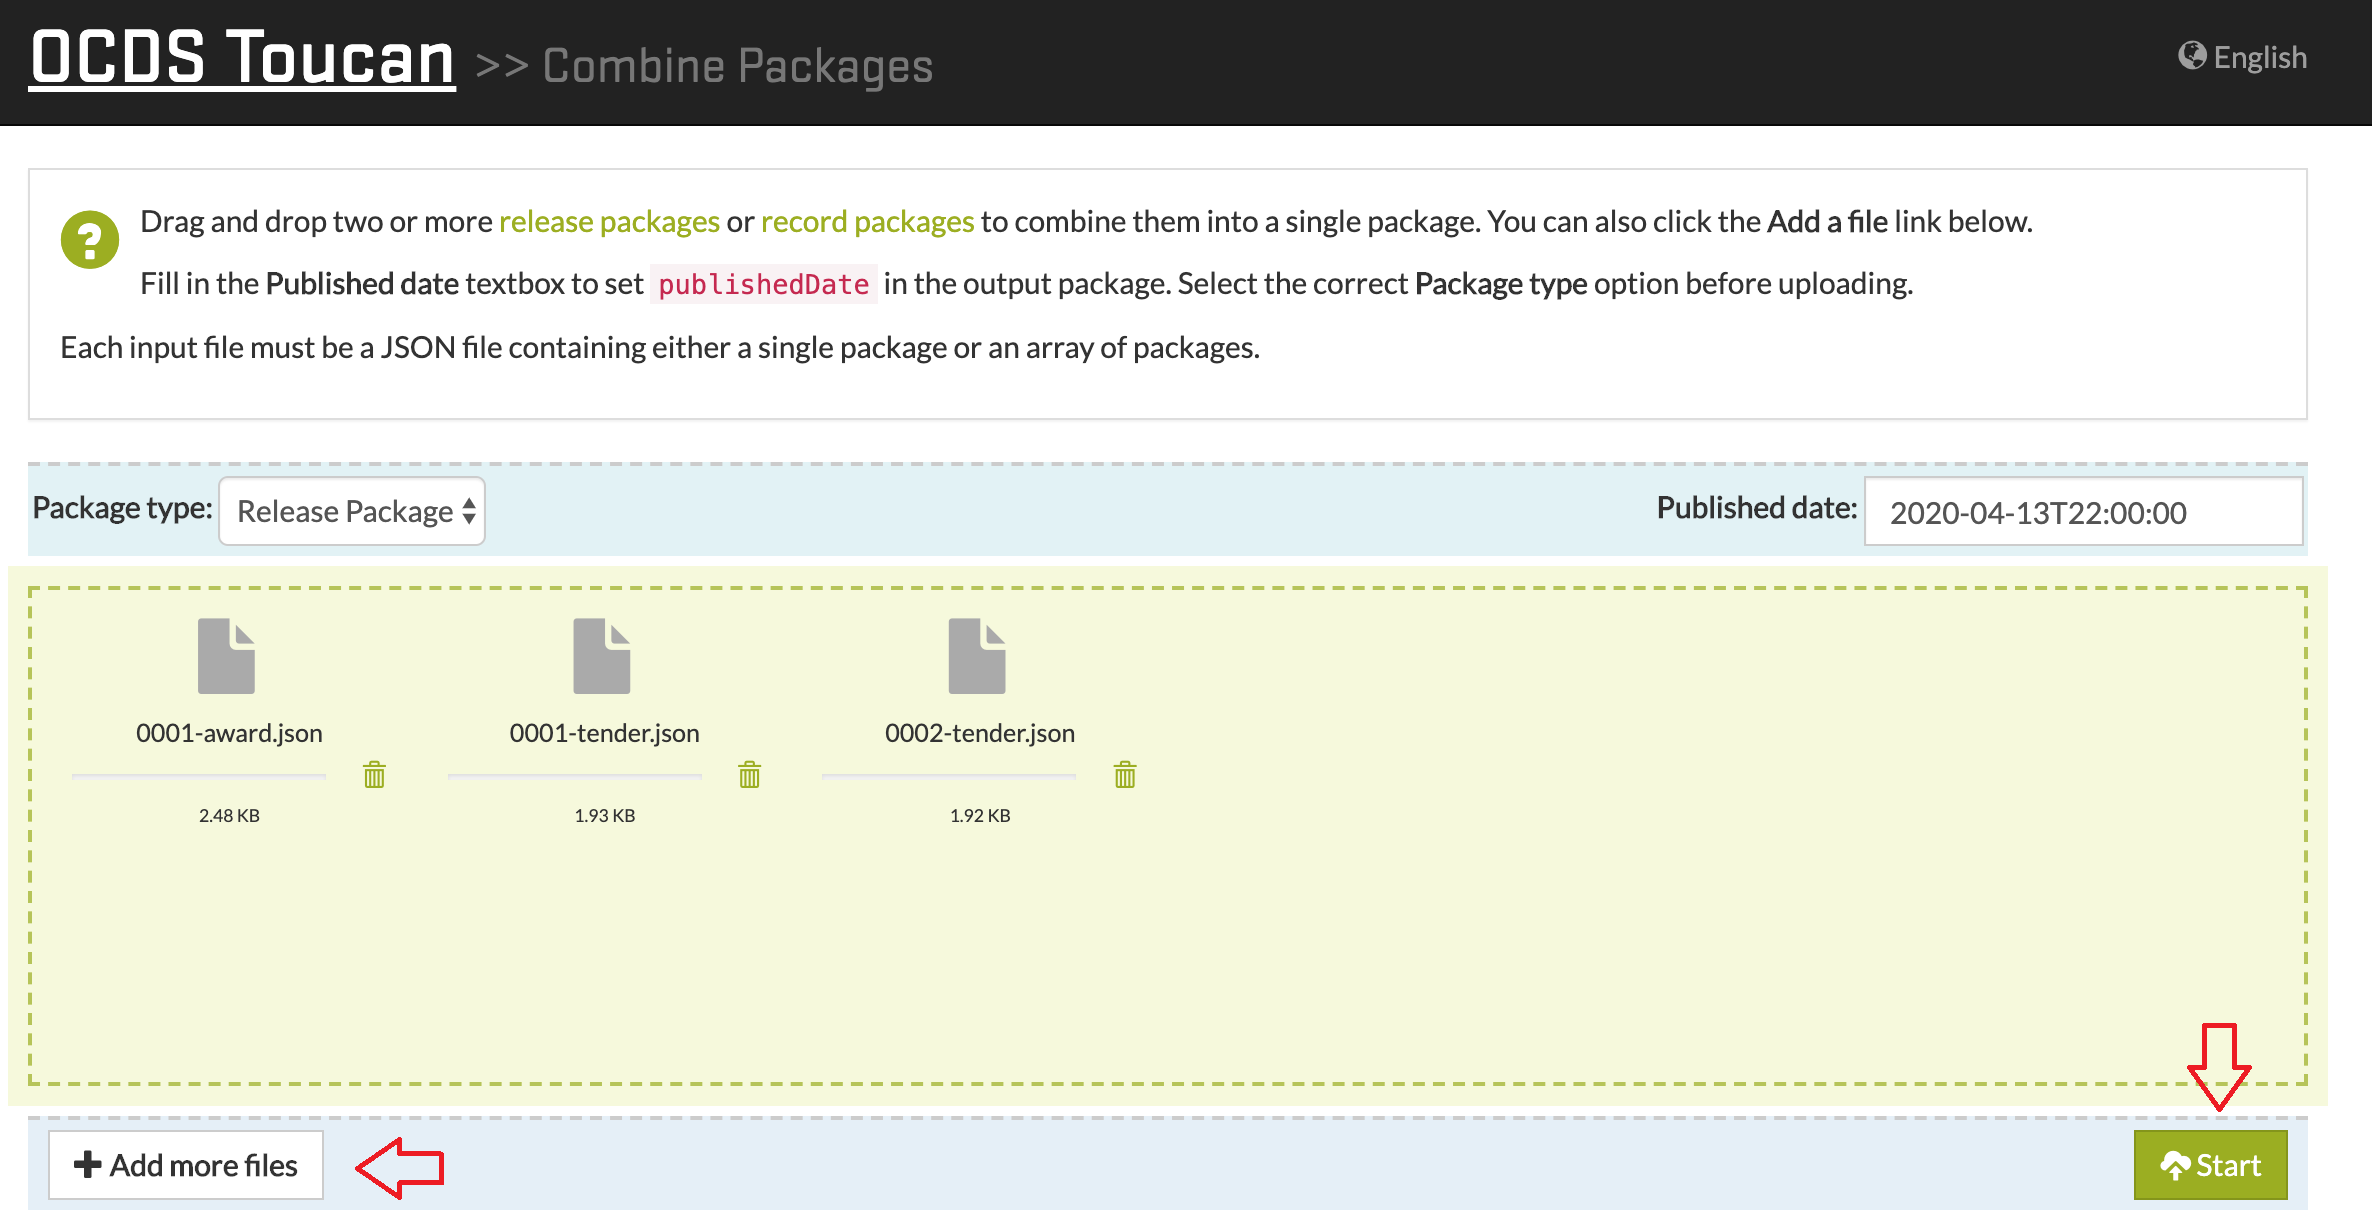 OCDS Toucan >> Combine Packages
English
Drag and drop two or more release packages or record packages to combine them into a single package. You can also click the Add a file link below.
Fill in the Published date textbox to set publishedDate in the output package. Select the correct Package type option before uploading.
Each input file must be a JSON file containing either a single package or an array of packages.
Package type: Release Package
Published date: 2020-04-13T22:00:00
0001-award.json
2.48 KB
0001-tender.json
1.93 KB
0002-tender.json
1.92 KB
Add more files
Start